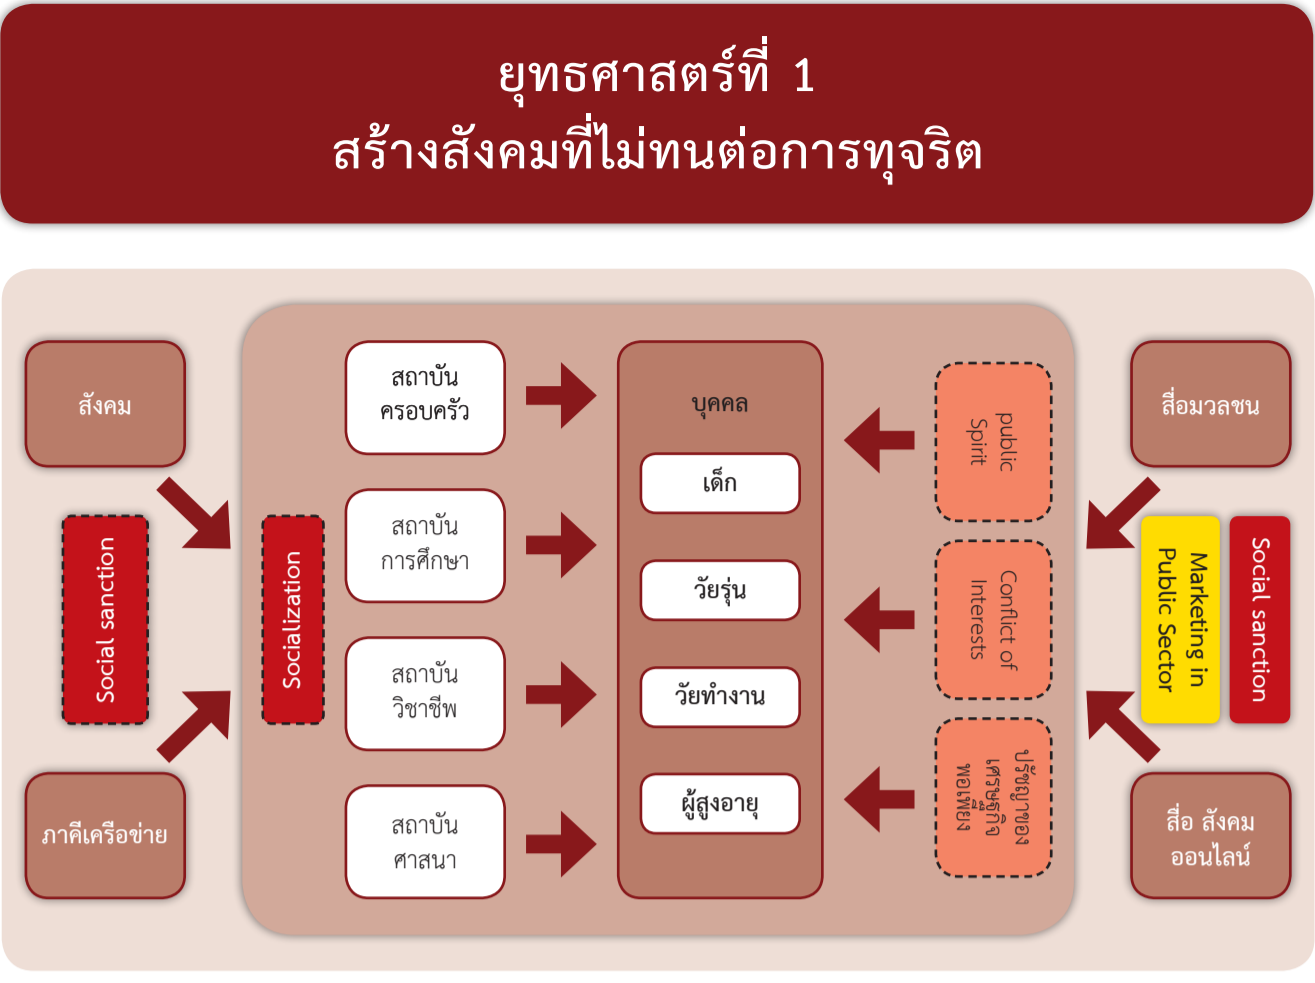 ยุทธศาสตร์ที่ 1
สร้างสังคมที่ไม่ทนต่อการทุจริต
สังคม
Social sanction
ภาคีเครือข่าย
Socialization
สถาบัน
ครอบครัว
สถาบัน
การศึกษา
สถาบัน
วิชาชีพ
สถาบัน
ศาสนา
บุคคล
เด็ก
วัยรุ่น
วัยทำงาน
ผู้สูงอายุ
public
Spirit
Conflict of
Interests
ปรัชญาของ
เศรษฐกิจ
พอเพียง
สื่อมวลชน
Marketing in
Public Sector
Social sanction
สื่อ สังคม
ออนไลน์